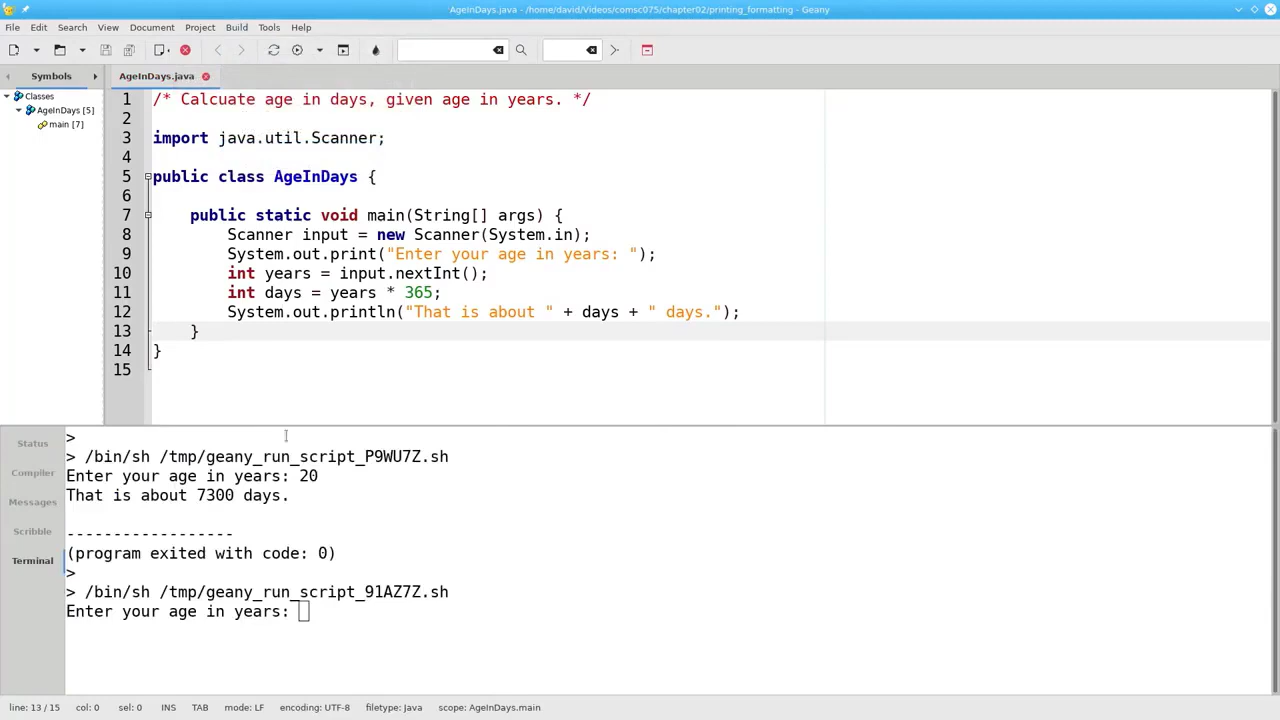 AgeInDays.java - /home/david/Videos/comsc075/chapter02/printing_formatting - Geany
File Edit Search View Document Project Build Tools Help
Symbols
AgeInDays.java
Classes
AgeInDays [5]
main [7]
1 /* Calcuate age in days, given age in years. */
2
3 import java.util.Scanner;
4
5 public class AgeInDays {
6
7 public static void main(String[] args) {
8 Scanner input = new Scanner(System.in);
9 System.out.print("Enter your age in years: ");
10 int years = input.nextInt();
11 int days = years * 365;
12 System.out.println("That is about " + days + " days.");
13 }
14 }
15
Status
Compiler
Messages
Scribble
Terminal
>
> /bin/sh /tmp/geany_run_script_P9WU7Z.sh
Enter your age in years: 20
That is about 7300 days.
------------------
(program exited with code: 0)
>
> /bin/sh /tmp/geany_run_script_91AZ7Z.sh
Enter your age in years:
line: 13 / 15 col: 0 sel: 0 INS TAB mode: LF encoding: UTF-8 filetype: Java scope: AgeInDays.main